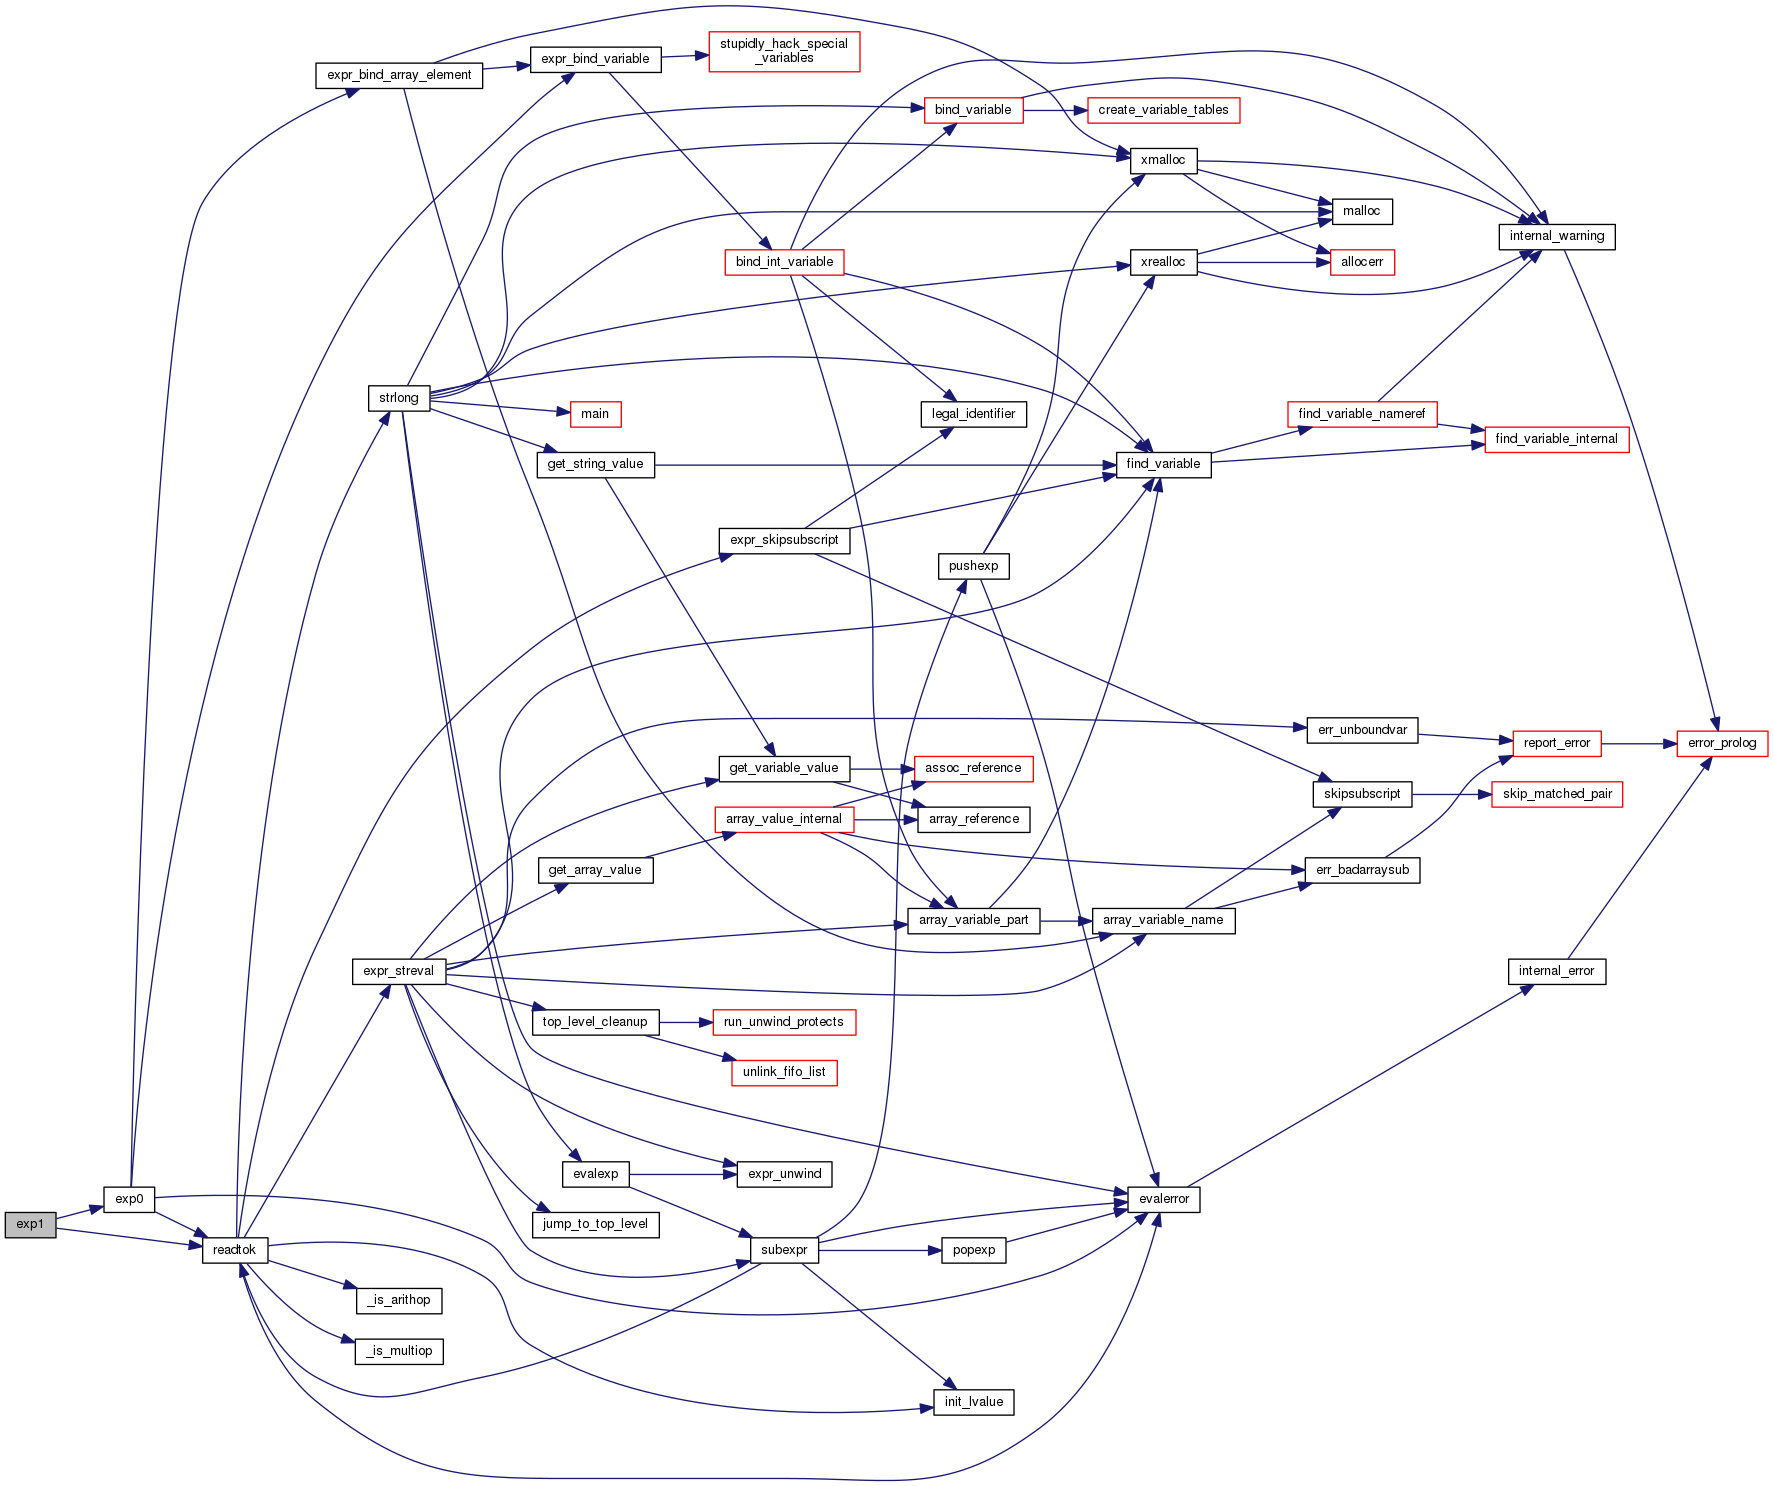 stupidly_hack_special
_variables
expr_bind_variable
expr_bind_array_element
bind_variable
create_variable_tables
xmalloc
malloc
internal_warning
bind_int_variable
xrealloc
allocerr
strlong
main
legal_identifier
find_variable_nameref
find_variable_internal
get_string_value
find_variable
expr_skipsubscript
pushexp
err_unboundvar
report_error
error_prolog
get_variable_value
assoc_reference
skipsubscript
skip_matched_pair
array_value_internal
array_reference
get_array_value
err_badarraysub
array_variable_part
array_variable_name
expr_streval
internal_error
top_level_cleanup
run_unwind_protects
unlink_fifo_list
evalexp
expr_unwind
exp0
evalerror
exp1
jump_to_top_level
readtok
subexpr
popexp
_is_arithop
_is_multiop
init_lvalue